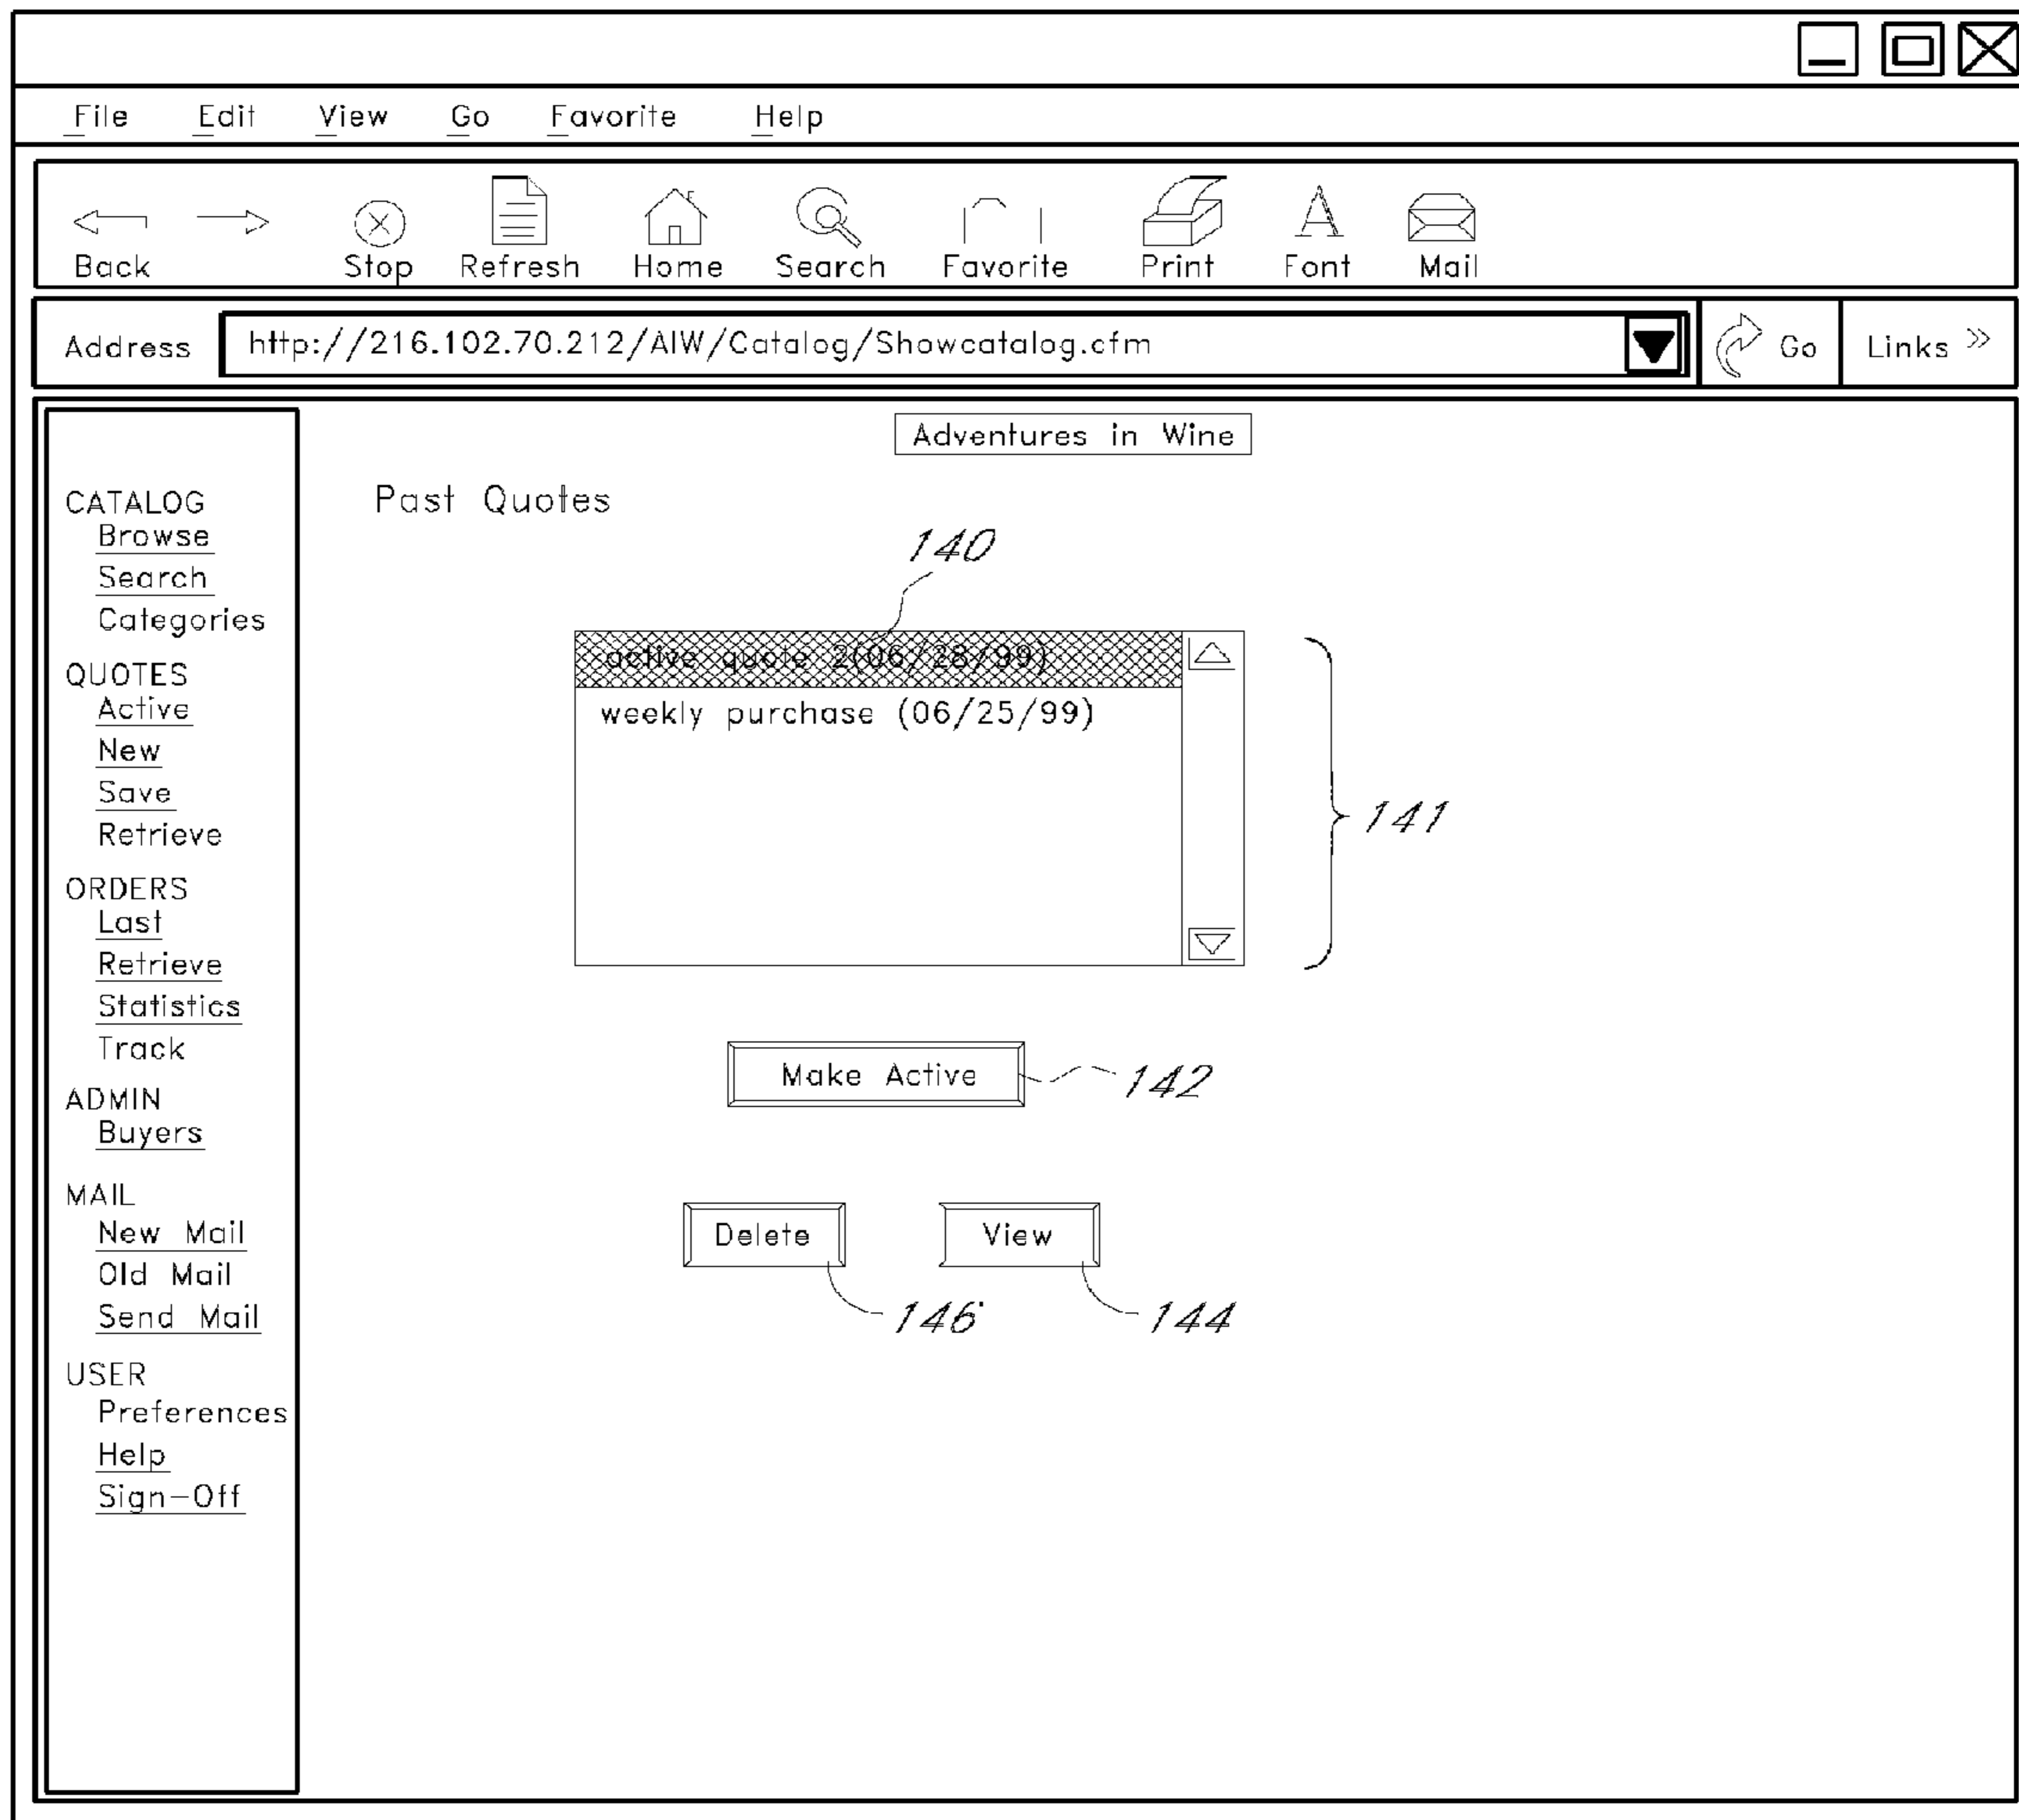 File Edit View Go Favorite Help
Back Stop Refresh Home Search Favorite Print Font Mail
Address http://216.102.70.212/AIW/Catalog/Showcatalog.cfm Go Links »
Adventures in Wine
CATALOG
Browse
Search
Categories
QUOTES
Active
New
Save
Retrieve
ORDERS
Last
Retrieve
Statistics
Track
ADMIN
Buyers
MAIL
New Mail
Old Mail
Send Mail
USER
Preferences
Help
Sign-Off
Past Quotes
140
active quote 2(06/28/99)
weekly purchase (06/25/99)
141
Make Active 142
Delete View
146 144